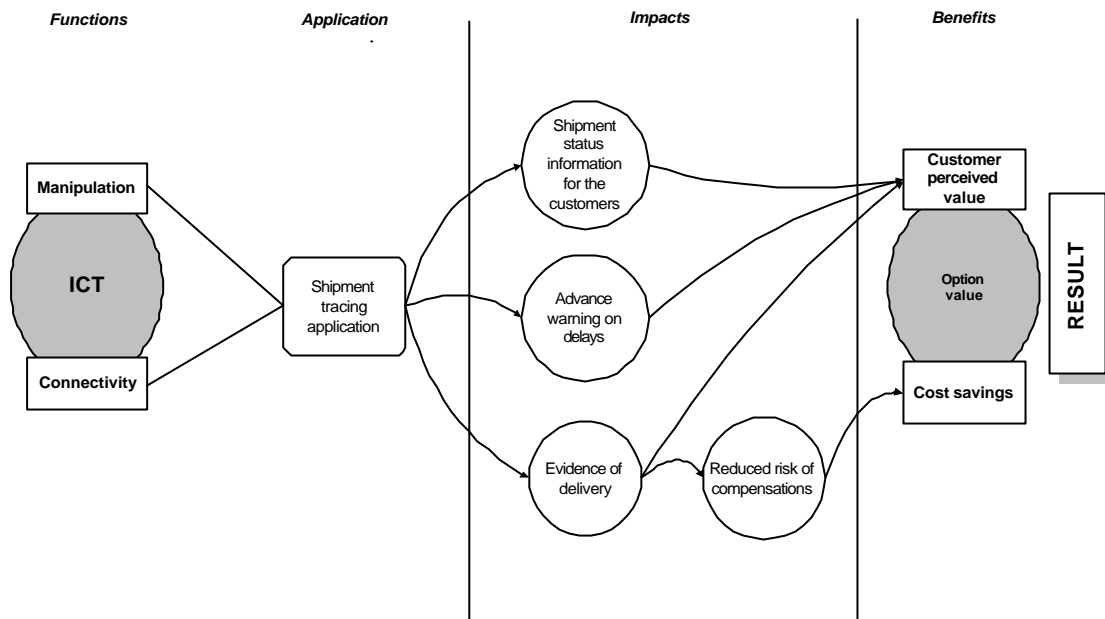 Functions
Application
Impacts
Benefits
Manipulation
ICT
Connectivity
Shipment
tracing
application
Shipment
status
information
for the
customers
Advance
warning on
delays
Evidence of
delivery
Reduced risk of
compensations
Customer
perceived
value
Option
value
Cost savings
RESULT